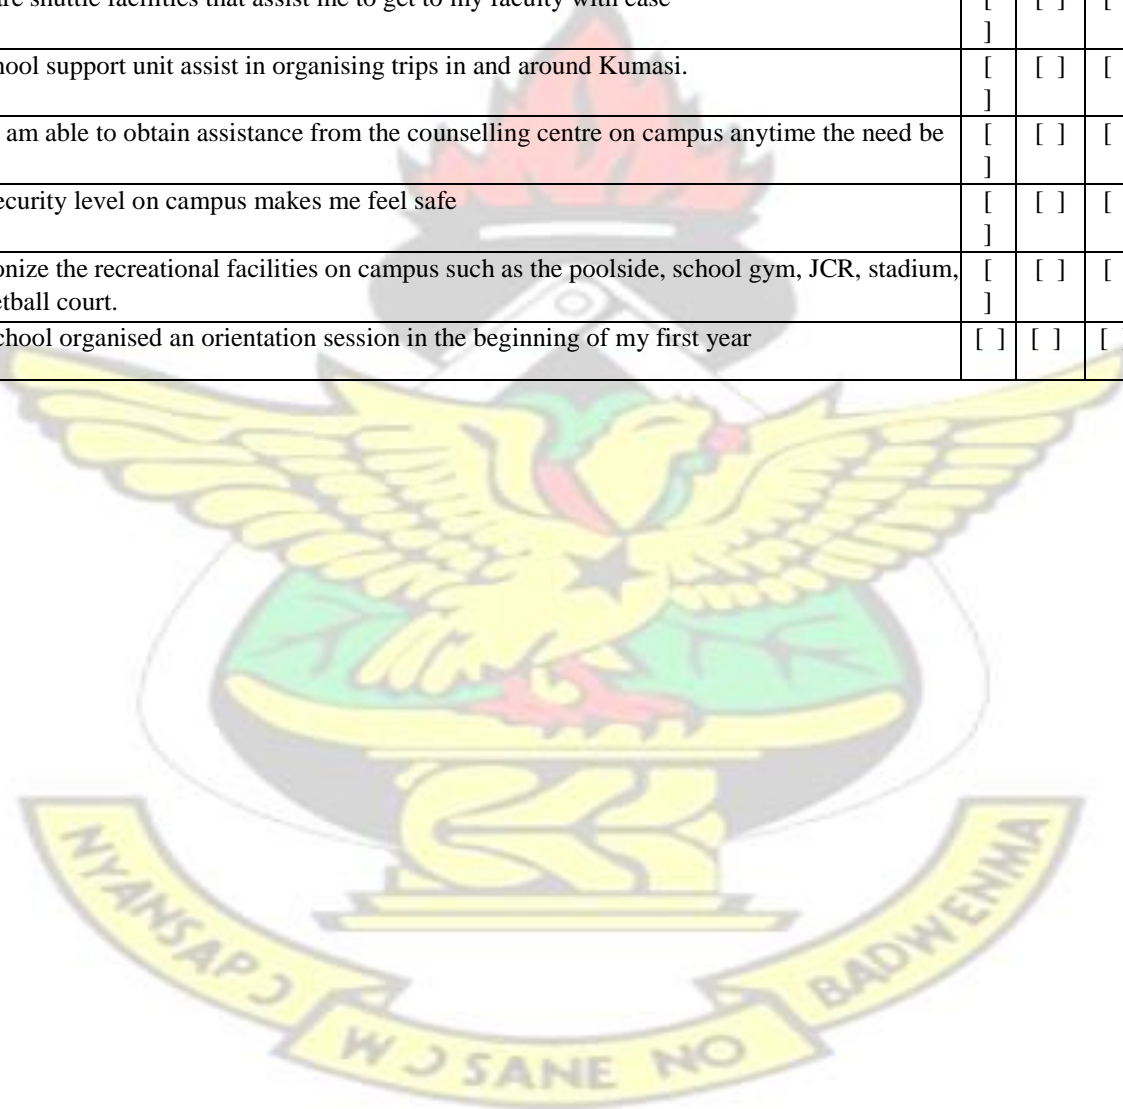 are shuttle facilities that assist me to get to my faculty with ease [ [ ] [
]
hool support unit assist in organising trips in and around Kumasi. [ [ ] [
]
am able to obtain assistance from the counselling centre on campus anytime the need be [ [ ] [
]
ecurity level on campus makes me feel safe [ [ ] [
]
onize the recreational facilities on campus such as the poolside, school gym, JCR, stadium, [ [ ] [
etball court. ]
chool organised an orientation session in the beginning of my first year [ ] [ ] [
NYANSAPƆ WƆ SANE NO BADWENMA